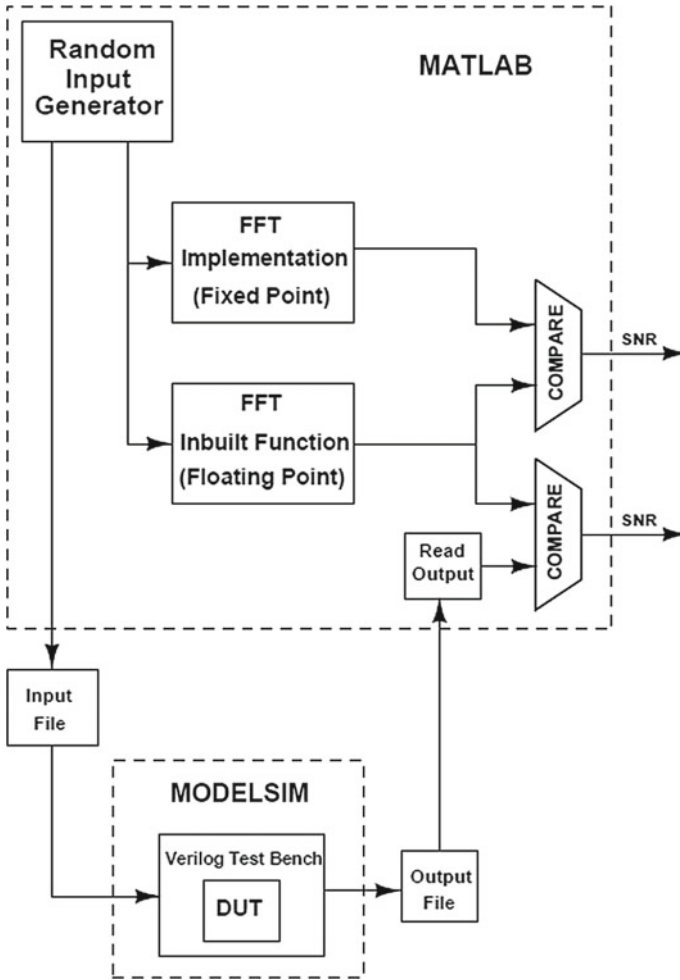 Random
Input
Generator
MATLAB
FFT
Implementation
(Fixed Point)
COMPARE
SNR
FFT
Inbuilt Function
(Floating Point)
COMPARE
SNR
Read
Output
Input
File
MODELSIM
Verilog Test Bench
DUT
Output
File